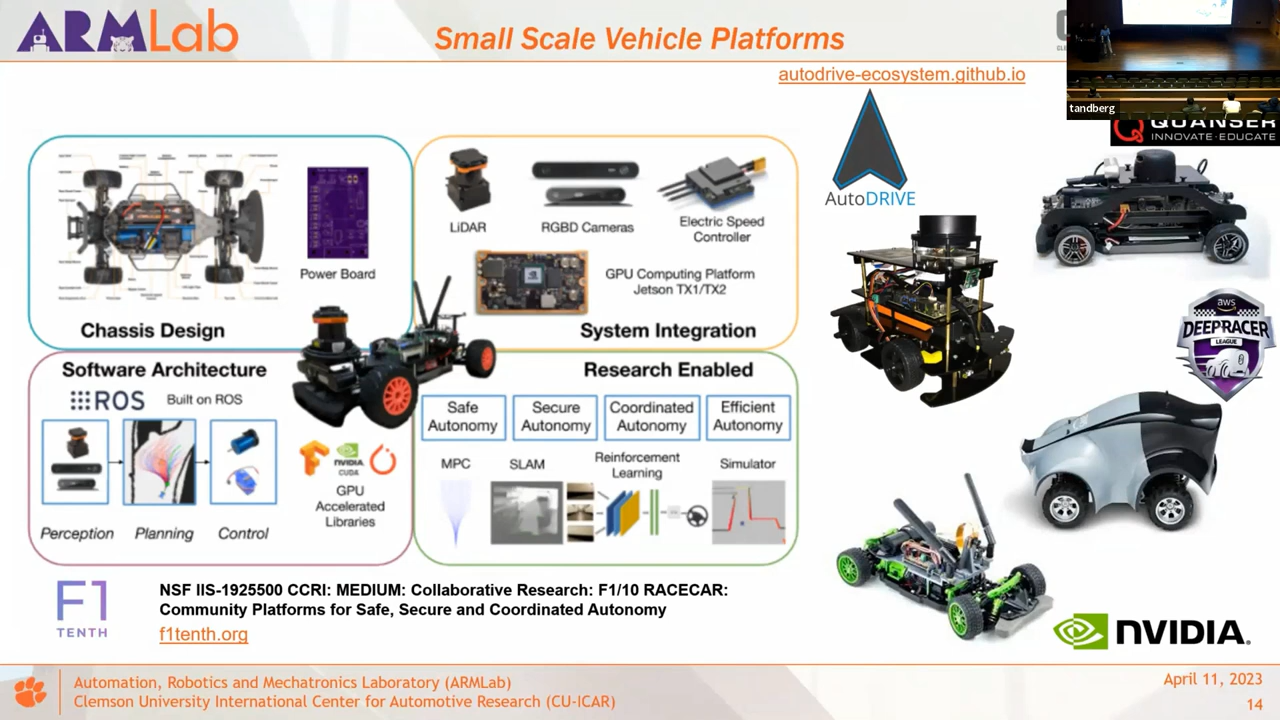 ARMLab
Small Scale Vehicle Platforms
autodrive-ecosystem.github.io
tandberg
QUANSER
INNOVATE·EDUCATE
AutoDRIVE
Power Board
Chassis Design
LiDAR
RGBD Cameras
Electric Speed
Controller
GPU Computing Platform
Jetson TX1/TX2
System Integration
Software Architecture
ROS
Built on ROS
Perception
Planning
Control
NVIDIA
CUDA
GPU
Accelerated
Libraries
Research Enabled
Safe
Autonomy
Secure
Autonomy
Coordinated
Autonomy
Efficient
Autonomy
MPC
SLAM
Reinforcement
Learning
Simulator
aws
DEEPRACER
LEAGUE
F1
TENTH
NSF IIS-1925500 CCRI: MEDIUM: Collaborative Research: F1/10 RACECAR:
Community Platforms for Safe, Secure and Coordinated Autonomy
f1tenth.org
NVIDIA.
Automation, Robotics and Mechatronics Laboratory (ARMLab)
Clemson University International Center for Automotive Research (CU-ICAR)
April 11, 2023
14